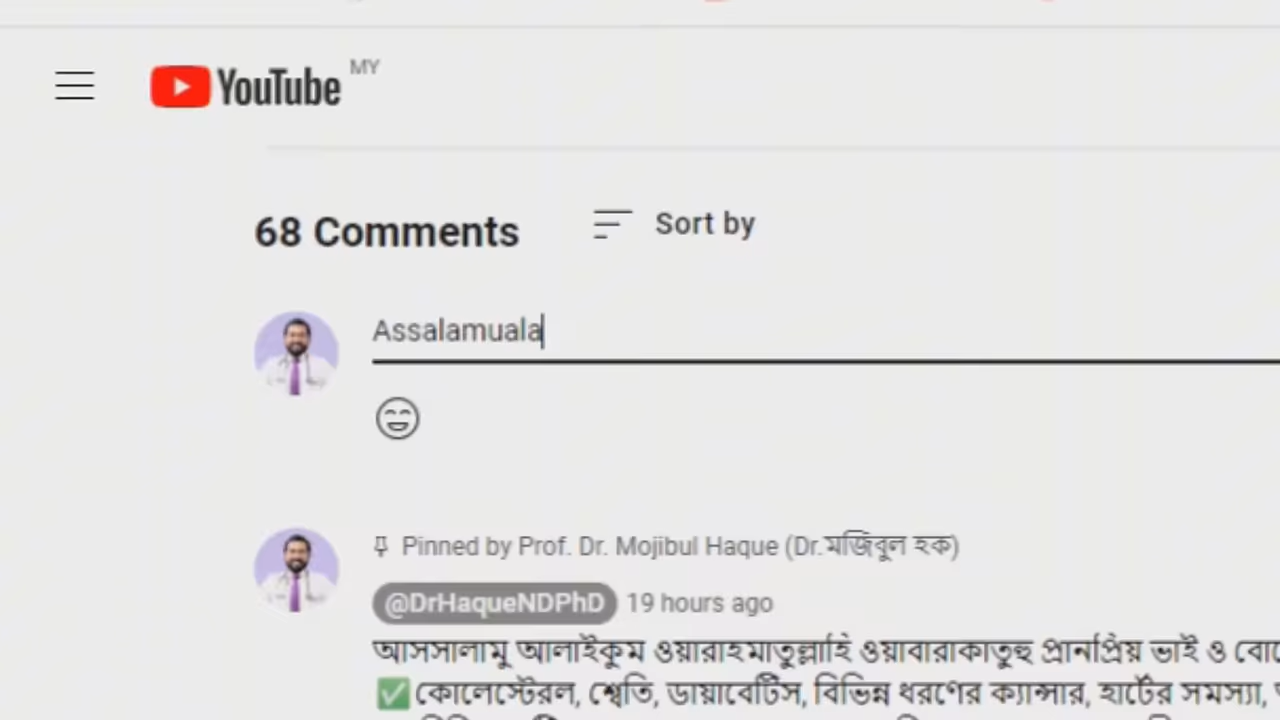 YouTube MY
68 Comments
Sort by
Assalamuala
Pinned by Prof. Dr. Mojibul Haque (Dr.মজিবুল হক)
@DrHaqueNDPhD 19 hours ago
আসসালামু আলাইকুম ওয়ারাহমাতুল্লাহি ওয়াবারাকাতুহু প্রানপ্রিয় ভাই ও
✅কোলেস্টেরল, শ্বেতি, ডায়াবেটিস, বিভিন্ন ধরণের ক্যান্সার, হার্টের সমস্যা,